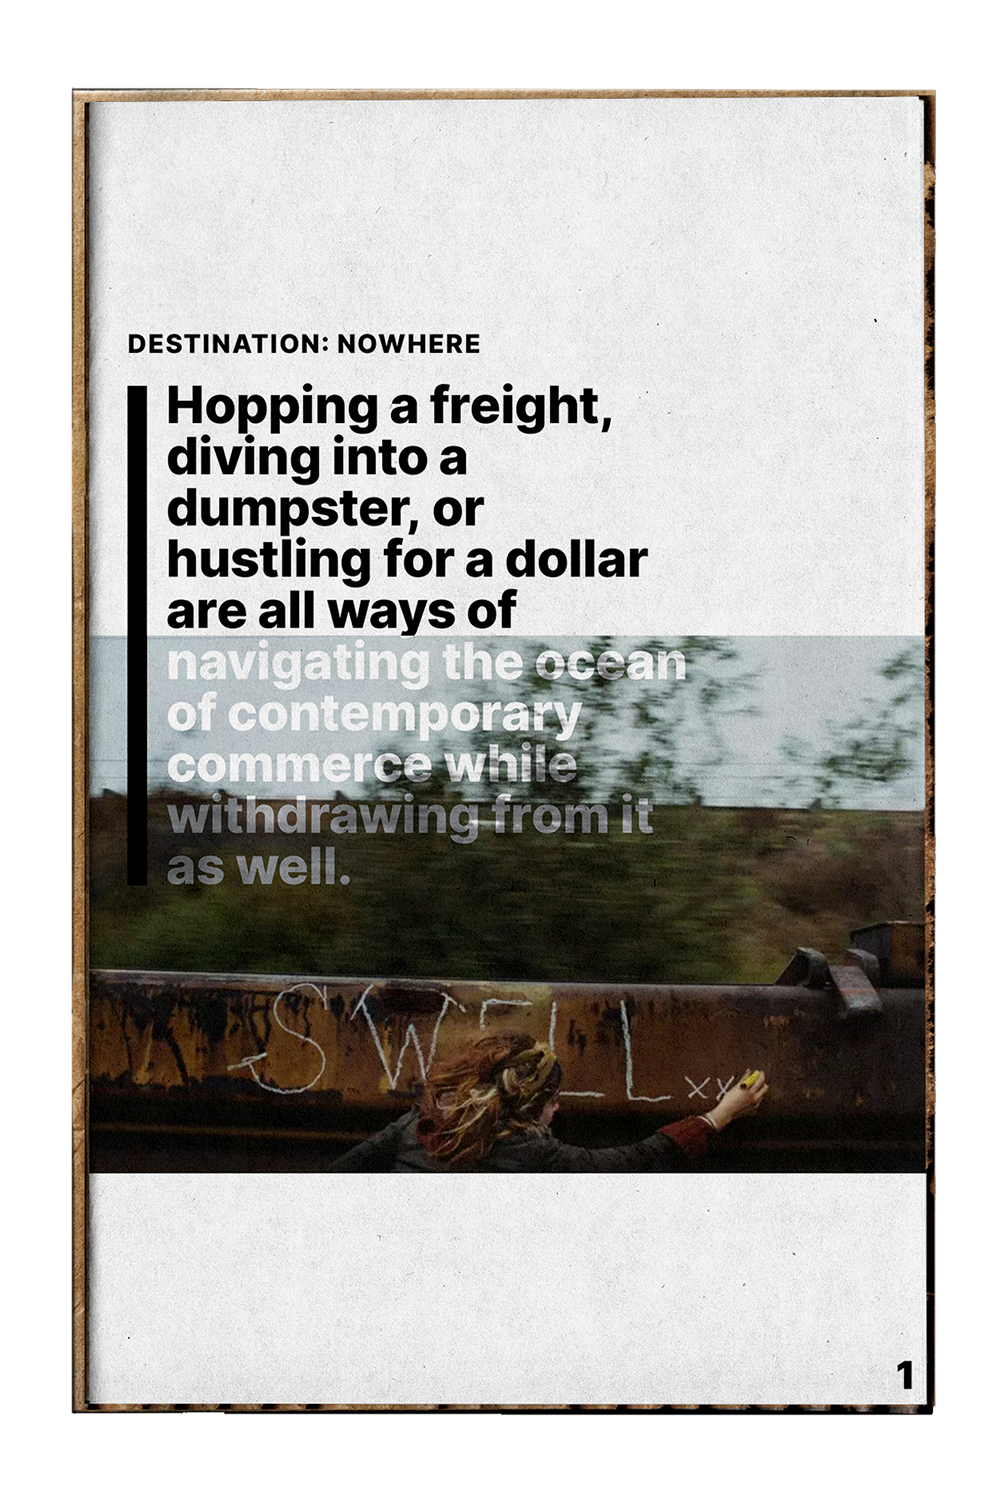 DESTINATION: NOWHERE
Hopping a freight,
diving into a
dumpster, or
hustling for a dollar
are all ways of
navigating the ocean
of contemporary
commerce while
withdrawing from it
as well.
SWELL xx
1